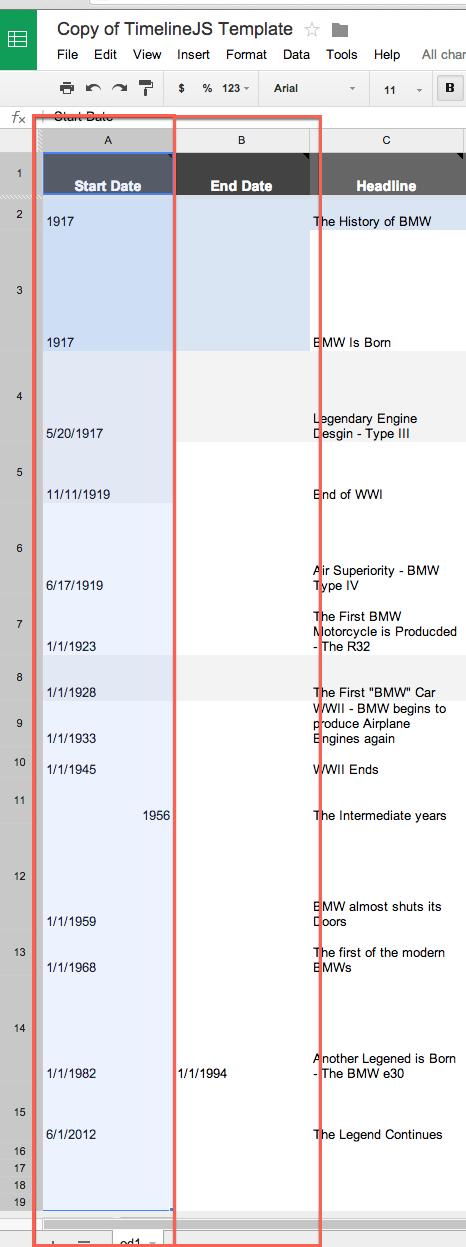 Copy of TimelineJS Template
File Edit View Insert Format Data Tools Help All
$ % 123 Arial 11 B
fx Start Date
A B C
1 Start Date End Date Headline
2 1917 The History of BMW
3 1917 BMW Is Born
4 5/20/1917 Legendary Engine
Desgin - Type III
5 11/11/1919 End of WWI
6 6/17/1919 Air Superiority - BMW
Type IV
7 1/1/1923 The First BMW
Motorcycle is Producded
- The R32
8 1/1/1928 The First "BMW" Car
9 1/1/1933 WWII - BMW begins to
produce Airplane
Engines again
10 1/1/1945 WWII Ends
11 1956 The Intermediate years
12 1/1/1959 BMW almost shuts its
Doors
13 1/1/1968 The first of the modern
BMWs
14 1/1/1982 1/1/1994 Another Legened is Born
- The BMW e30
15 6/1/2012 The Legend Continues
16
17
18
19